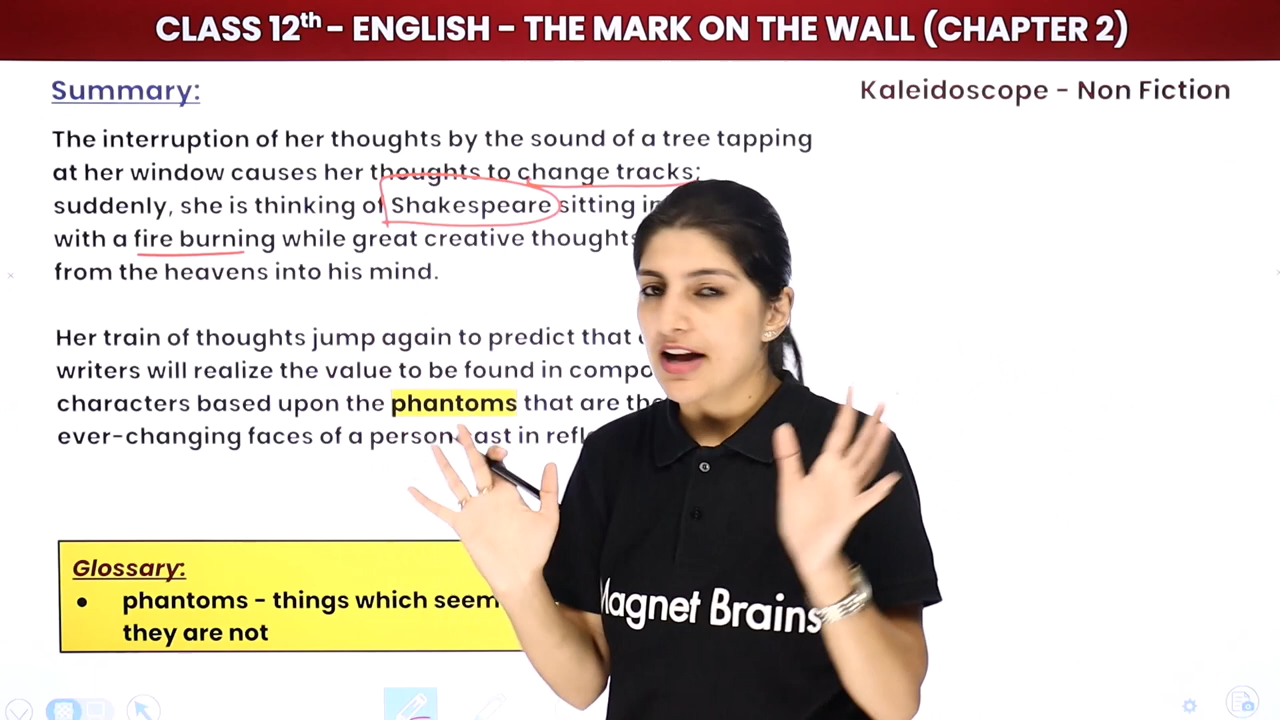 CLASS 12th - ENGLISH - THE MARK ON THE WALL (CHAPTER 2)
Summary:
Kaleidoscope - Non Fiction
The interruption of her thoughts by the sound of a tree tapping
at her window causes her thoughts to change tracks;
suddenly, she is thinking of Shakespeare sitting
with a fire burning while great creative thoughts
from the heavens into his mind.
Her train of thoughts jump again to predict that
writers will realize the value to be found in
characters based upon the phantoms that are
ever-changing faces of a person cast in
Glossary:
● phantoms - things which seem
they are not
Magnet Brains